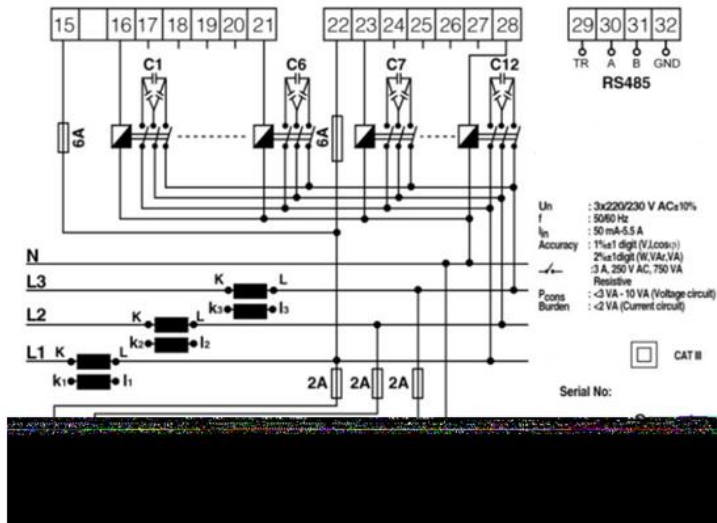 15 16 17 18 19 20 21 22 23 24 25 26 27 28 29 30 31 32
TR A B GND
RS485
C1 C6 C7 C12
6A 6A
Un : 3x220/230 V AC±10%
f : 50/60 Hz
Iin : 50 mA-5.5 A
Accuracy : 1%±1 digit (V,I,cosφ)
2%±1digit (W,VAr,VA)
:3 A, 250 V AC, 750 VA
Resistive
Pcons : <3 VA - 10 VA (Voltage circuit)
Burden : <2 VA (Current circuit)
N
L3 K L
k3 l3
L2 K L
k2 l2
L1 K L
k1 l1
2A 2A 2A
CAT III
Serial No: